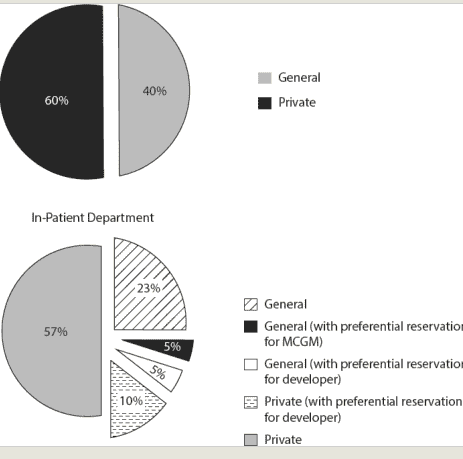 60%
40%
General
Private
In-Patient Department
23%
57%
5%
5%
10%
General
General (with preferential reservation
for MCGM)
General (with preferential reservation
for developer)
Private (with preferential reservation
for developer)
Private